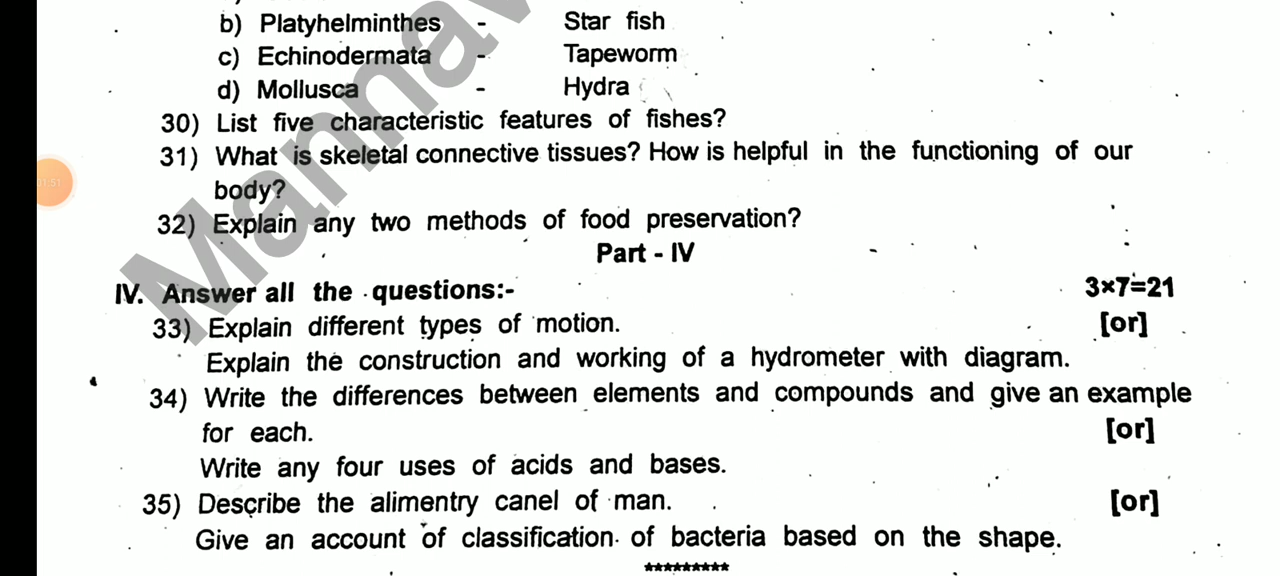 b) Platyhelminthes - Star fish
c) Echinodermata - Tapeworm
d) Mollusca - Hydra
30) List five characteristic features of fishes?
31) What is skeletal connective tissues? How is helpful in the functioning of our
body?
32) Explain any two methods of food preservation?
Part - IV
IV. Answer all the questions:- 3×7=21
33) Explain different types of motion. [or]
Explain the construction and working of a hydrometer with diagram.
34) Write the differences between elements and compounds and give an example
for each. [or]
Write any four uses of acids and bases.
35) Describe the alimentry canel of man. [or]
Give an account of classification of bacteria based on the shape.
*********